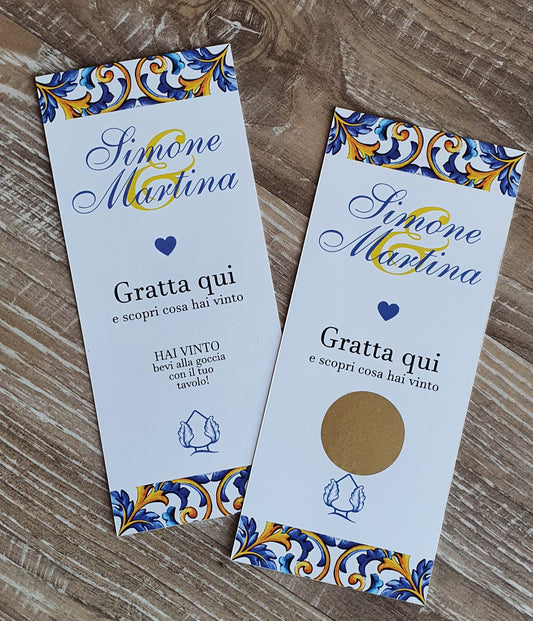 Simone
&
Martina
Gratta qui
e scopri cosa hai vinto
HAI VINTO
bevi alla goccia
con il tuo
tavolo!
Simone
&
Martina
Gratta qui
e scopri cosa hai vinto